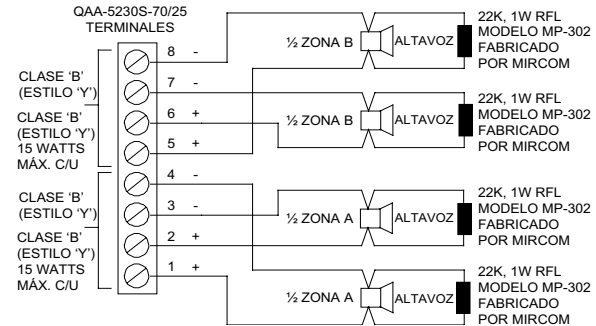 QAA-5230S-70/25
TERMINALES
CLASE 'B'
(ESTILO 'Y')
CLASE 'B'
(ESTILO 'Y')
15 WATTS
MÁX. C/U
CLASE 'B'
(ESTILO 'Y')
CLASE 'B'
(ESTILO 'Y')
15 WATTS
MÁX. C/U
8 -
7 -
6 +
5 +
4 -
3 -
2 +
1 +
½ ZONA B ALTAVOZ
22K, 1W RFL
MODELO MP-302
FABRICADO
POR MIRCOM
½ ZONA B ALTAVOZ
22K, 1W RFL
MODELO MP-302
FABRICADO
POR MIRCOM
½ ZONA A ALTAVOZ
22K, 1W RFL
MODELO MP-302
FABRICADO
POR MIRCOM
½ ZONA A ALTAVOZ
22K, 1W RFL
MODELO MP-302
FABRICADO
POR MIRCOM